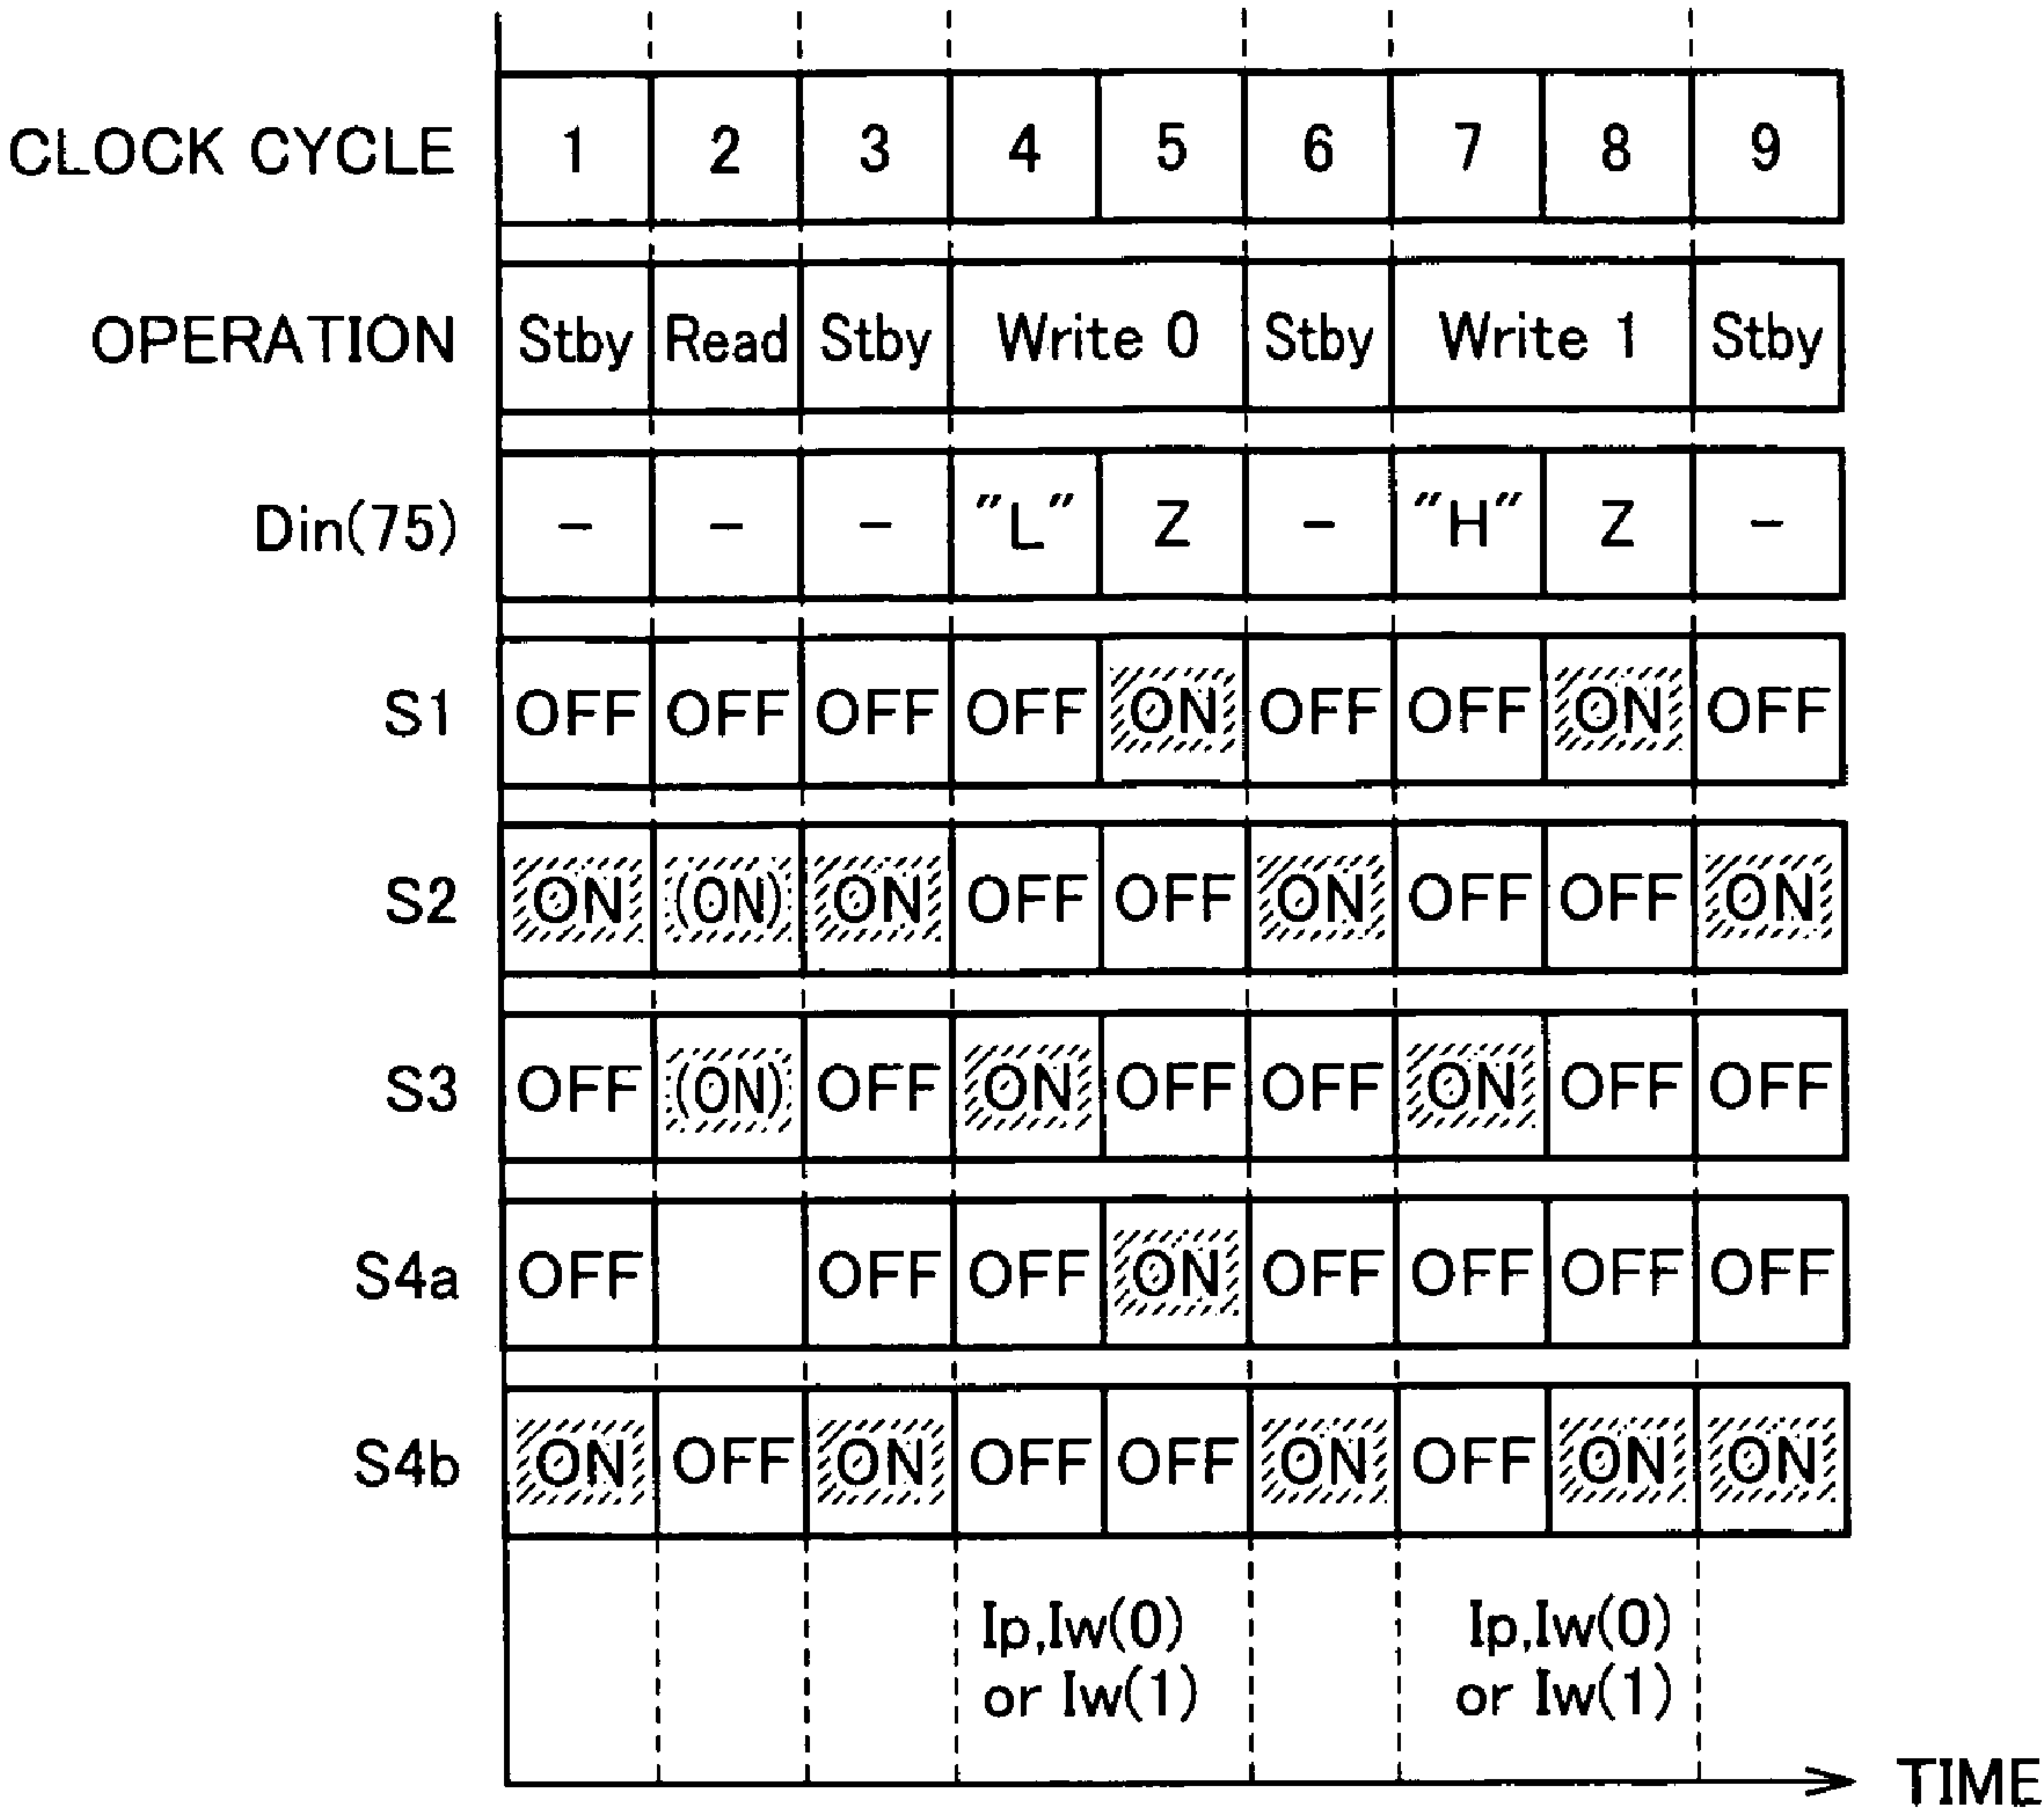 CLOCK CYCLE 1 2 3 4 5 6 7 8 9
OPERATION Stby Read Stby Write 0 Stby Write 1 Stby
Din(75) - - - "L" Z - "H" Z -
S1 OFF OFF OFF OFF ON OFF OFF ON OFF
S2 ON (ON) ON OFF OFF ON OFF OFF ON
S3 OFF (ON) OFF ON OFF OFF ON OFF OFF
S4a OFF OFF OFF ON OFF OFF OFF OFF
S4b ON OFF ON OFF OFF ON OFF ON ON
Ip,Iw(0) Ip,Iw(0)
or Iw(1) or Iw(1)
TIME